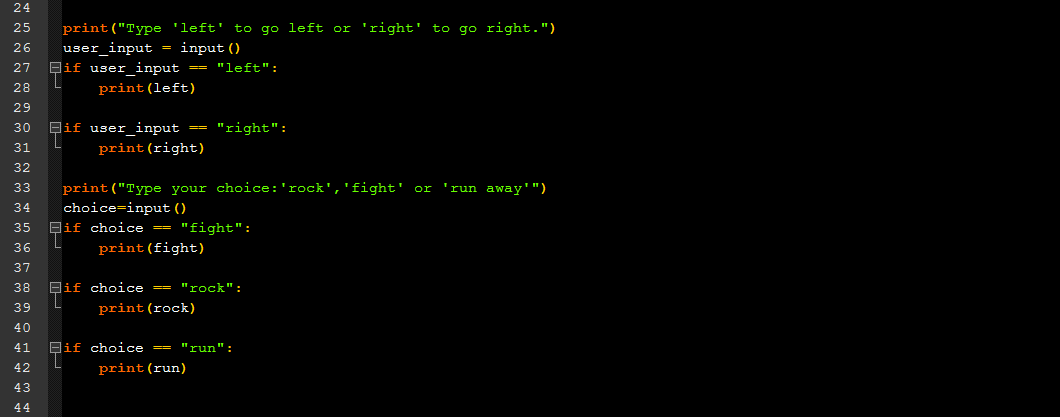 24
25 print("Type 'left' to go left or 'right' to go right.")
26 user_input = input()
27 if user_input == "left":
28     print(left)
29
30 if user_input == "right":
31     print(right)
32
33 print("Type your choice:'rock','fight' or 'run away'")
34 choice=input()
35 if choice == "fight":
36     print(fight)
37
38 if choice == "rock":
39     print(rock)
40
41 if choice == "run":
42     print(run)
43
44